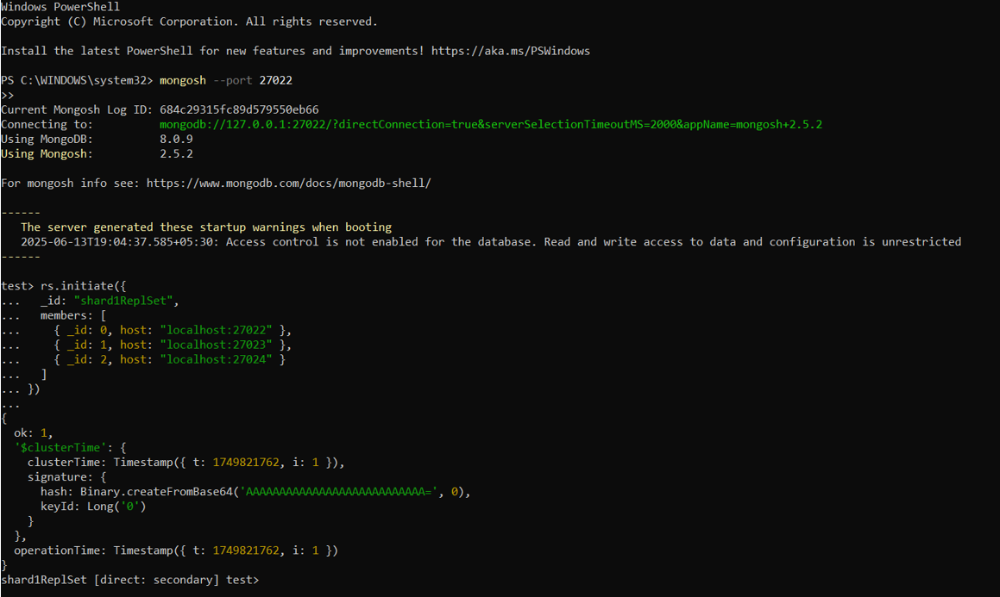 Windows PowerShell
Copyright (C) Microsoft Corporation. All rights reserved.
Install the latest PowerShell for new features and improvements! https://aka.ms/PSWindows
PS C:\WINDOWS\system32> mongosh --port 27022
>>
Current Mongosh Log ID: 684c29315fc89d579550eb66
Connecting to:          mongodb://127.0.0.1:27022/?directConnection=true&serverSelectionTimeoutMS=2000&appName=mongosh+2.5.2
Using MongoDB:          8.0.9
Using Mongosh:          2.5.2
For mongosh info see: https://www.mongodb.com/docs/mongodb-shell/
------
   The server generated these startup warnings when booting
   2025-06-13T19:04:37.585+05:30: Access control is not enabled for the database. Read and write access to data and configuration is unrestricted
------
test> rs.initiate({
...   _id: "shard1ReplSet",
...   members: [
...     { _id: 0, host: "localhost:27022" },
...     { _id: 1, host: "localhost:27023" },
...     { _id: 2, host: "localhost:27024" }
...   ]
... })
...
{
  ok: 1,
  '$clusterTime': {
    clusterTime: Timestamp({ t: 1749821762, i: 1 }),
    signature: {
      hash: Binary.createFromBase64('AAAAAAAAAAAAAAAAAAAAAAAAAAA=', 0),
      keyId: Long('0')
    }
  },
  operationTime: Timestamp({ t: 1749821762, i: 1 })
}
shard1ReplSet [direct: secondary] test>